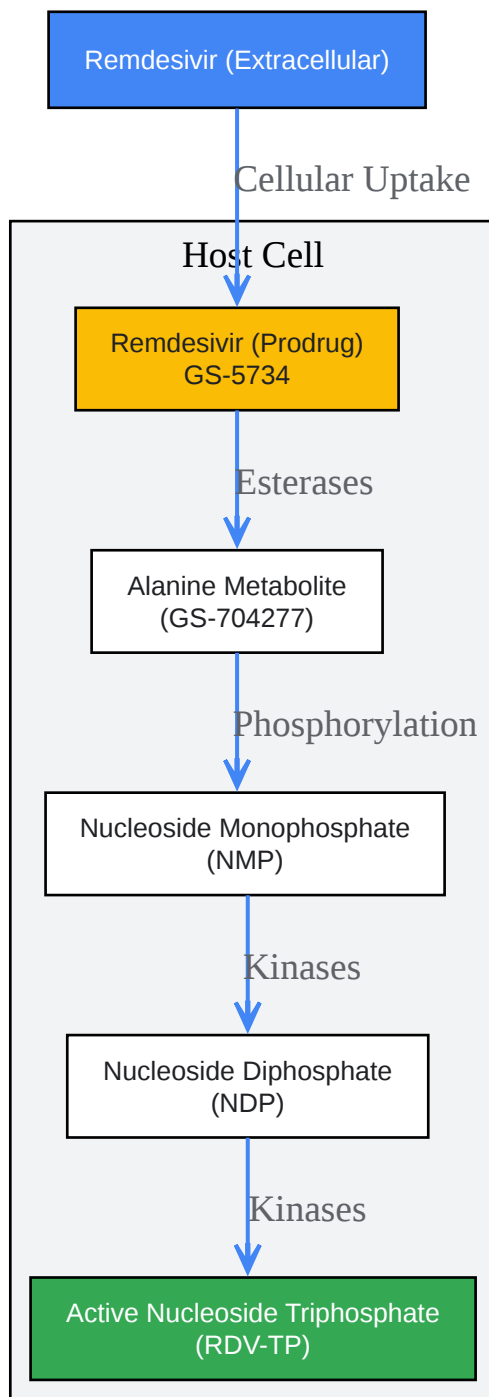 Remdesivir (Extracellular)
Cellular Uptake
Host Cell
Remdesivir (Prodrug)
GS-5734
Esterases
Alanine Metabolite
(GS-704277)
Phosphorylation
Nucleoside Monophosphate
(NMP)
Kinases
Nucleoside Diphosphate
(NDP)
Kinases
Active Nucleoside Triphosphate
(RDV-TP)